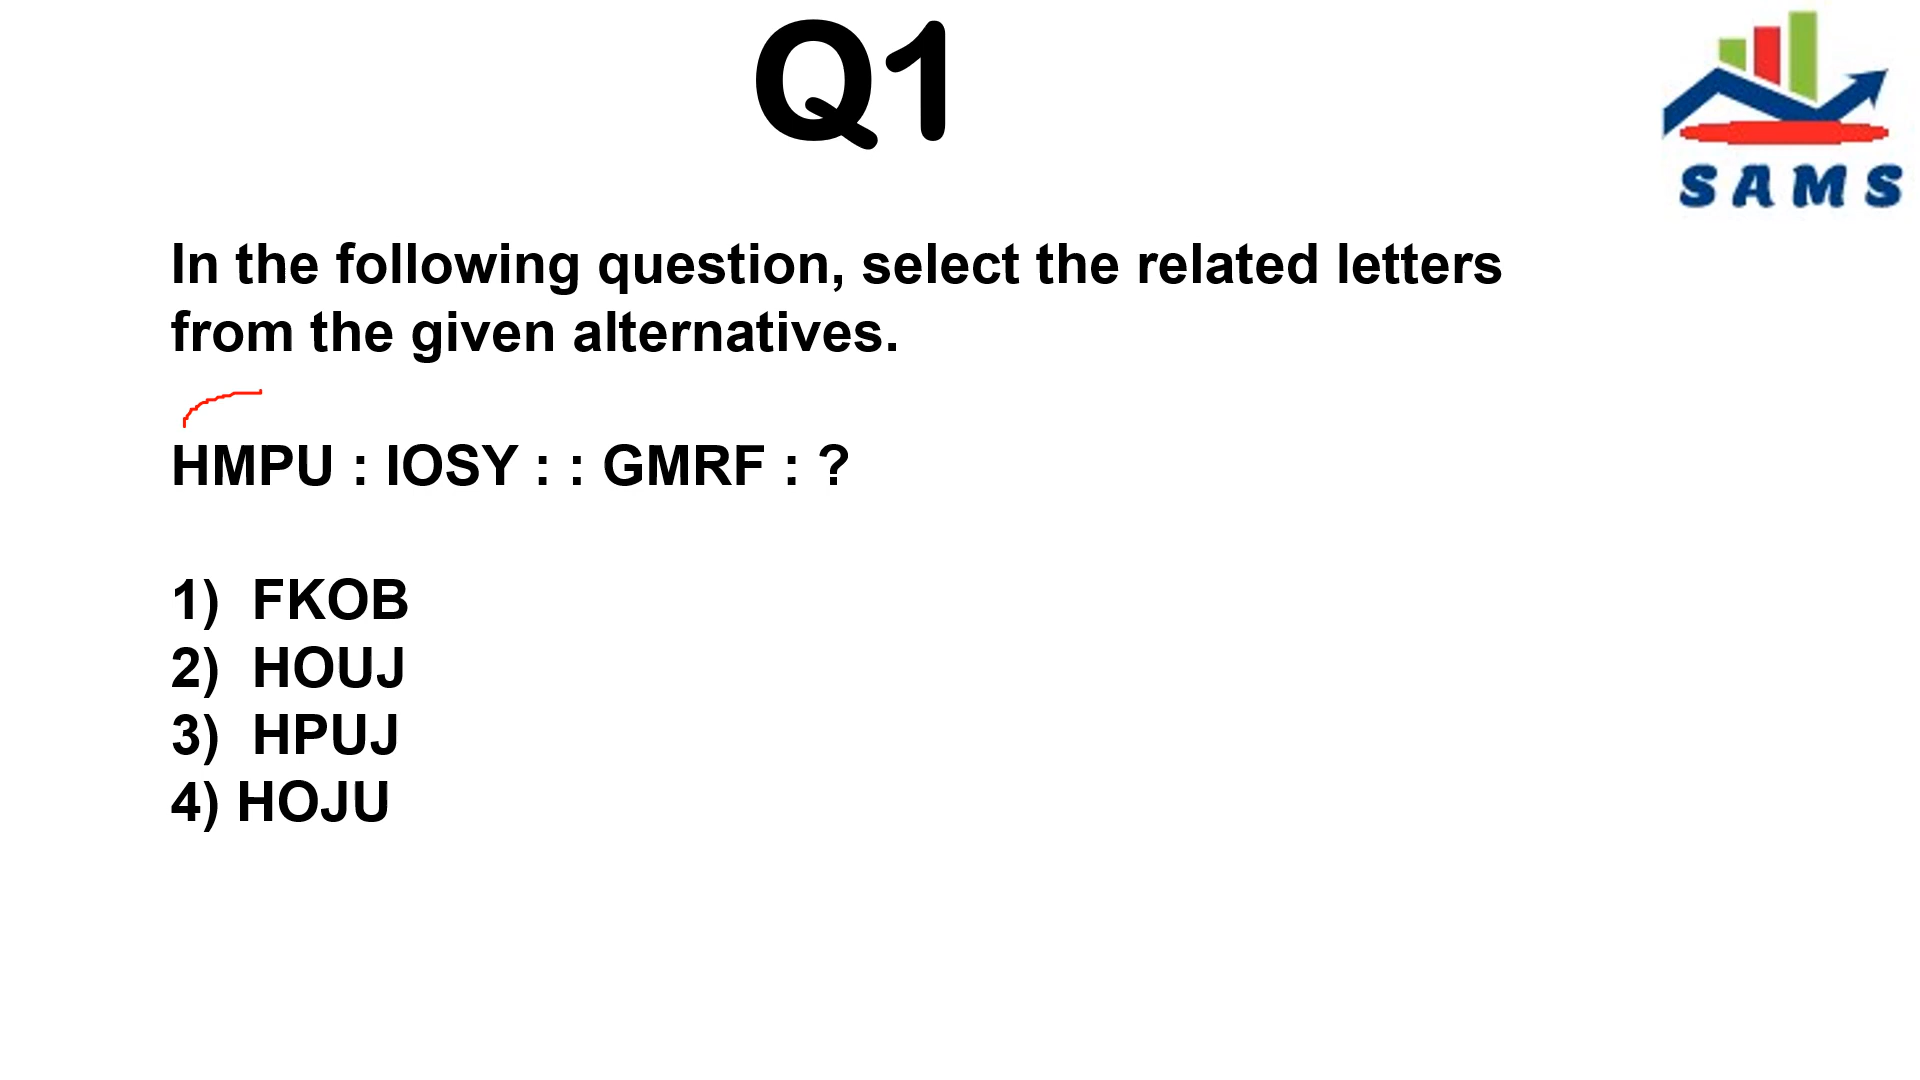 Q1
SAMS
In the following question, select the related letters
from the given alternatives.
HMPU : IOSY : : GMRF : ?
1) FKOB
2) HOUJ
3) HPUJ
4) HOJU